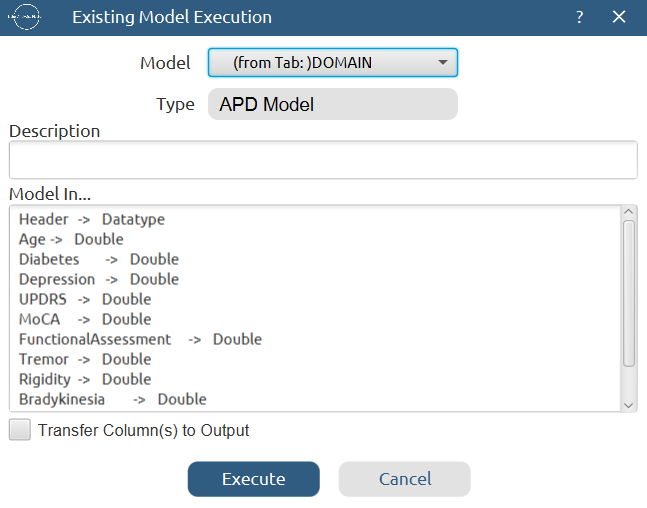 Existing Model Execution ?
Model (from Tab: )DOMAIN
Type APD Model
Description
Model In...
Header -> Datatype
Age -> Double
Diabetes -> Double
Depression -> Double
UPDRS -> Double
MoCA -> Double
FunctionalAssessment -> Double
Tremor -> Double
Rigidity -> Double
Bradykinesia -> Double
Transfer Column(s) to Output
Execute Cancel